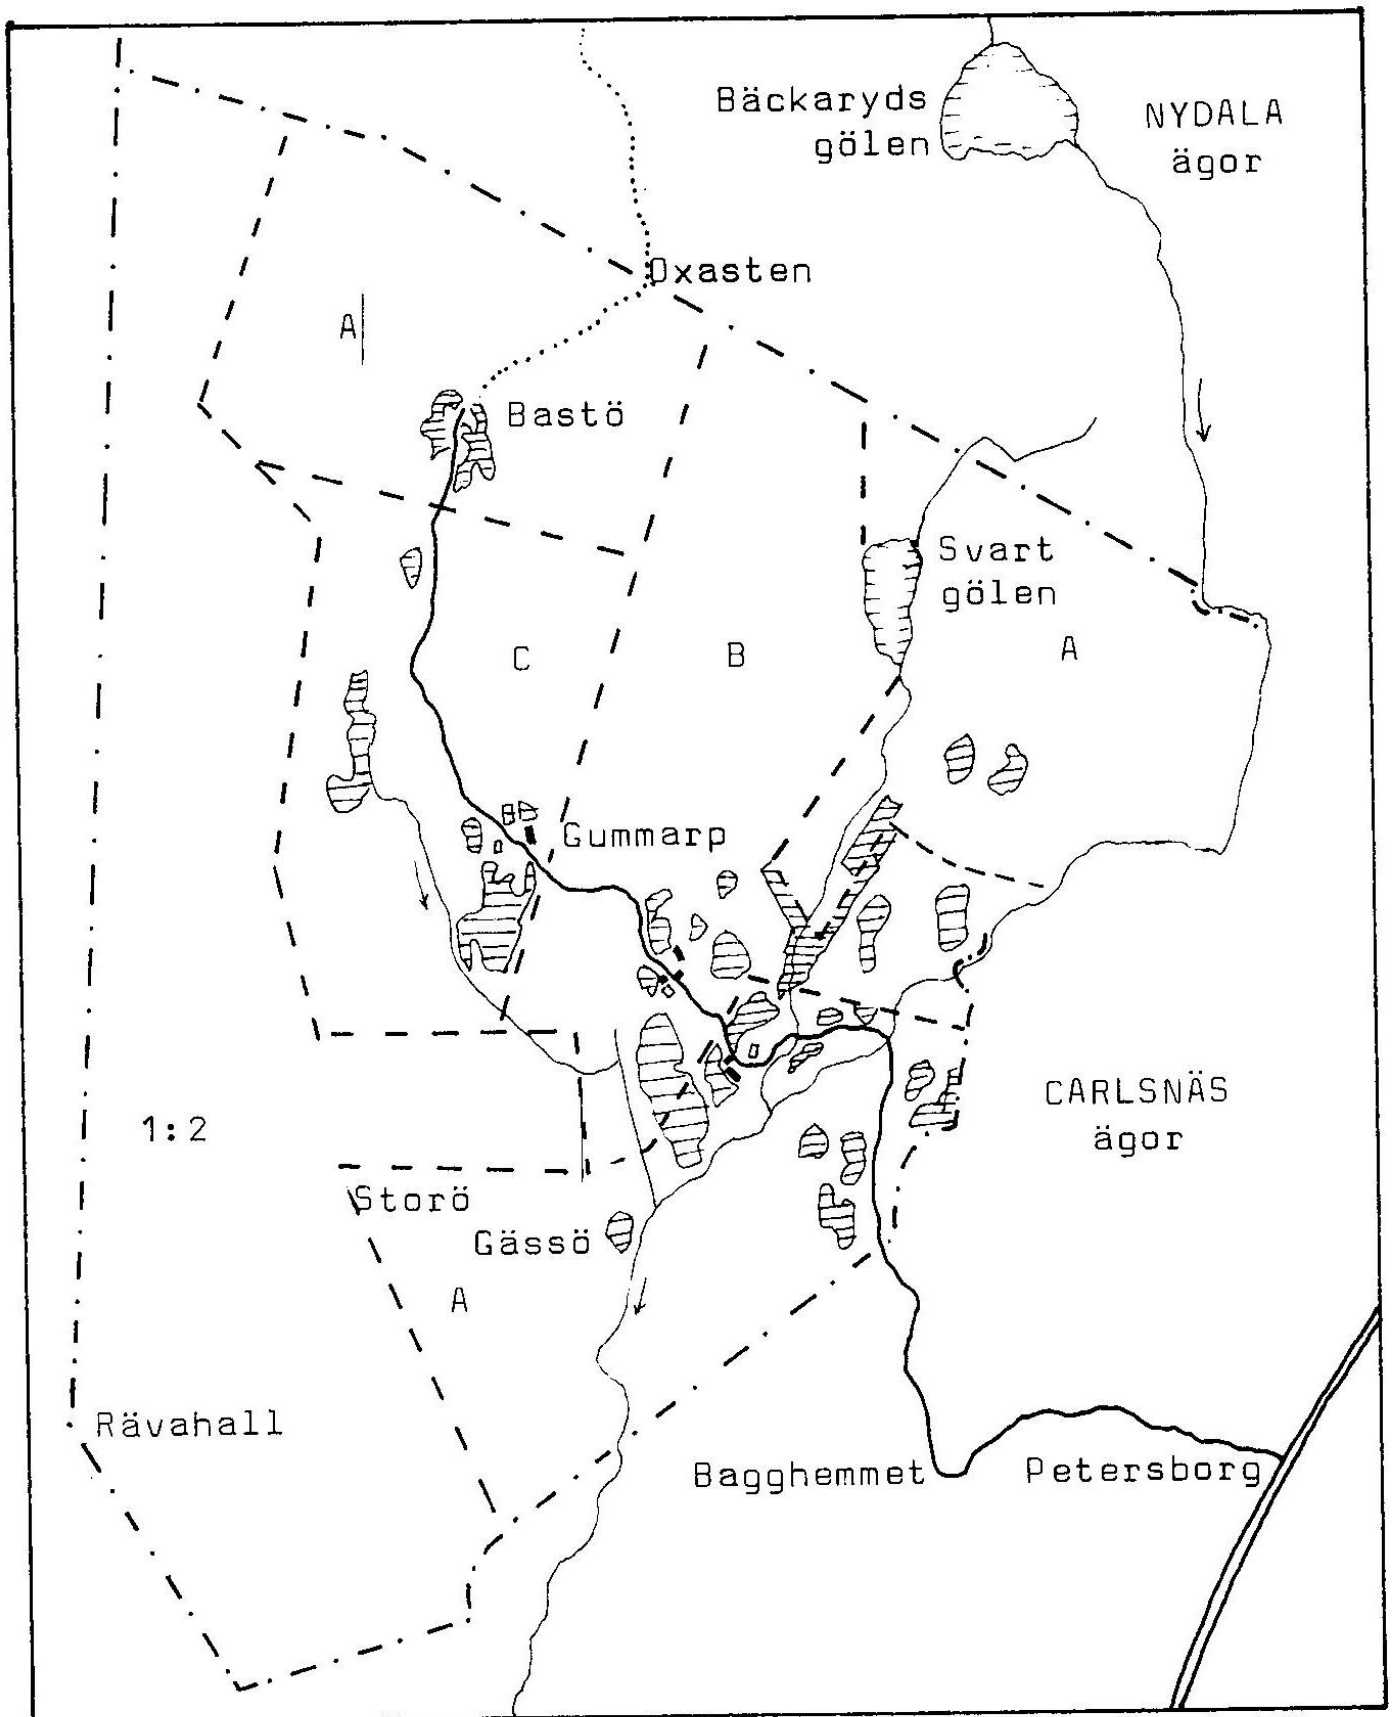 Bäckaryds
gölen
NYDALA
ägor
Oxasten
A
Bastö
Svart
gölen
C
B
A
Gummarp
CARLSNÄS
ägor
1:2
Storö
Gässö
A
Rävahall
Bagghemmet
Petersborg